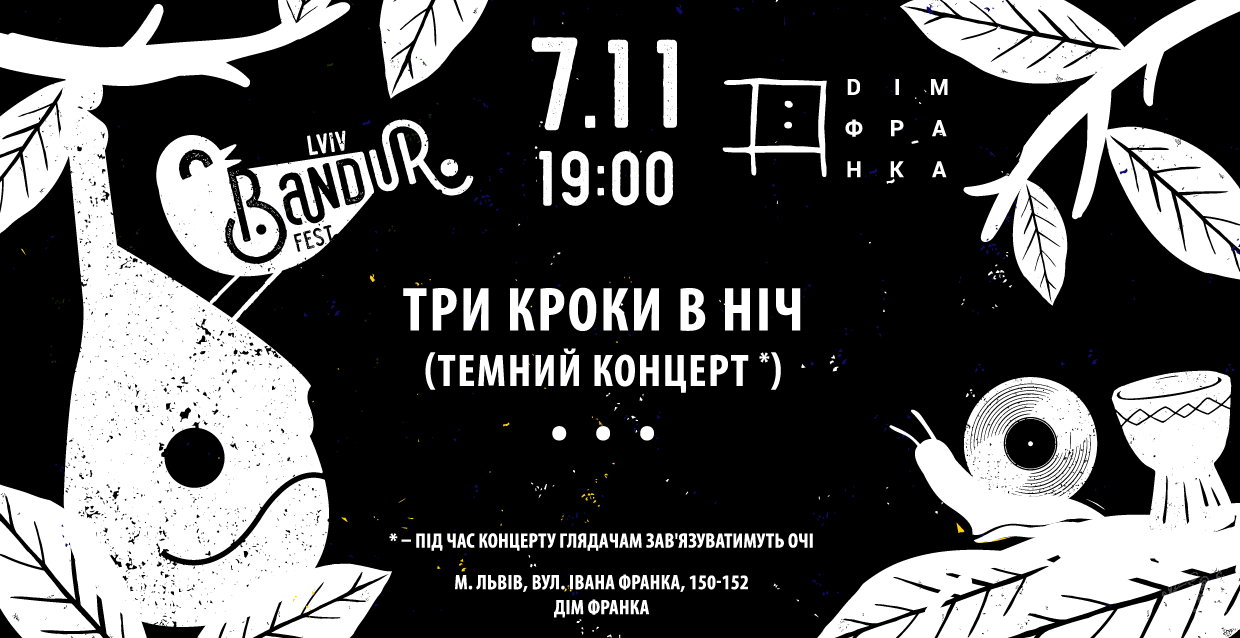 LVIV
BANDUR.
FEST
7.11
19:00
DIM
ФРА
НКА
ТРИ КРОКИ В НІЧ
(ТЕМНИЙ КОНЦЕРТ *)
* – ПІД ЧАС КОНЦЕРТУ ГЛЯДАЧАМ ЗАВ'ЯЗУВАТИМУТЬ ОЧІ
М. ЛЬВІВ, ВУЛ. ІВАНА ФРАНКА, 150-152
ДІМ ФРАНКА